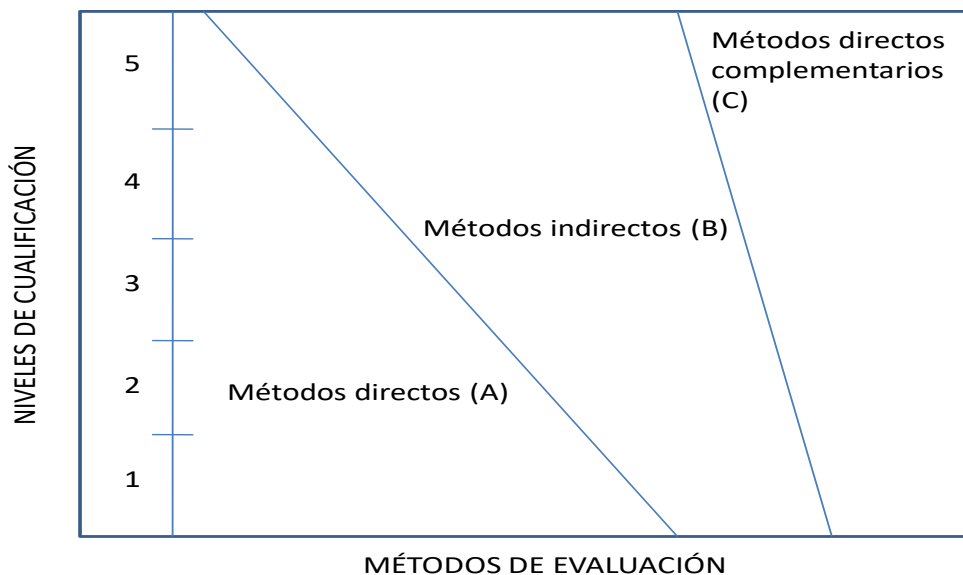 Métodos directos
complementarios
(C)
5
4
Métodos indirectos (B)
3
Métodos directos (A)
2
1
NIVELES DE CUALIFICACIÓN
MÉTODOS DE EVALUACIÓN